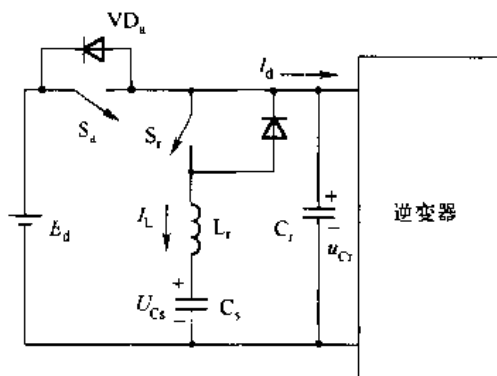 VDa
Sa
Id
Sr
Ed
IL
Lr
Cr
+
−
uCr
逆变器
+
UCs
−
Cs